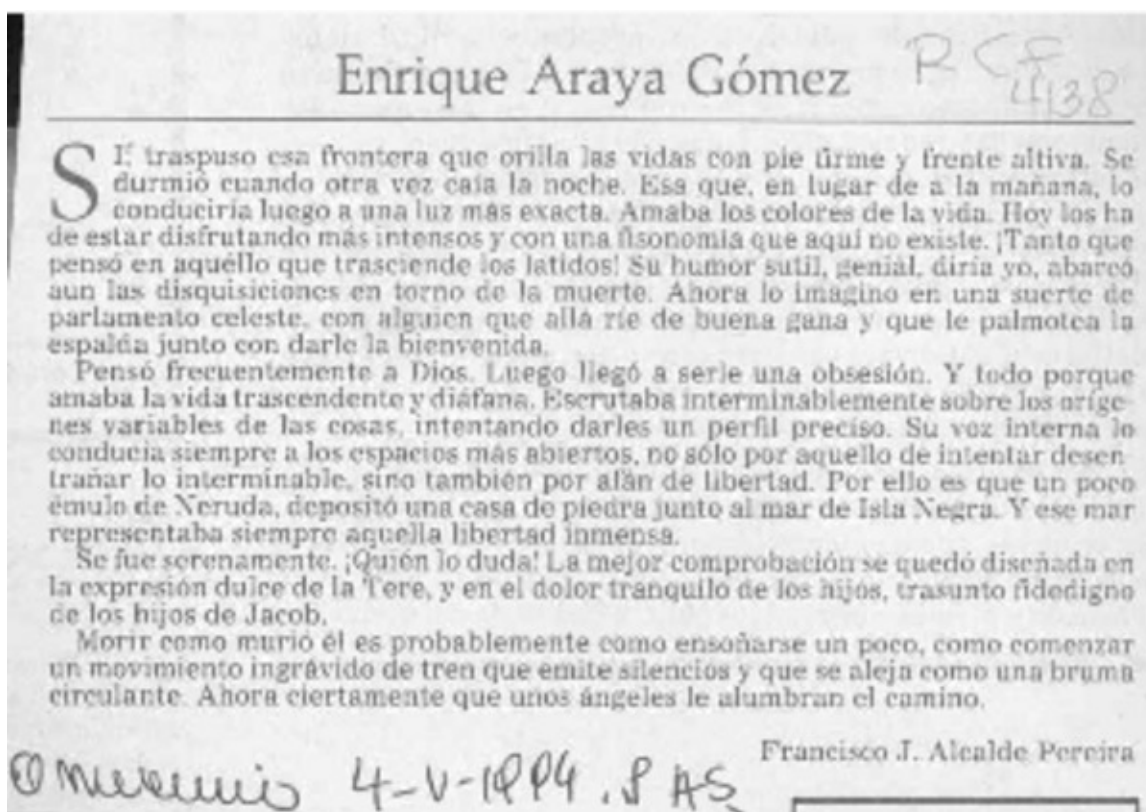 Enrique Araya Gómez
RCF
4138
SE traspuso esa frontera que orilla las vidas con pie firme y frente altiva. Se
durmió cuando otra vez caía la noche. Esa que, en lugar de a la mañana, lo
conduciría luego a una luz más exacta. Amaba los colores de la vida. Hoy los ha
de estar disfrutando más intensos y con una fisonomía que aquí no existe. ¡Tanto que
pensó en aquéllo que trasciende los latidos! Su humor sutil, genial, diría yo, abarcó
aun las disquisiciones en torno de la muerte. Ahora lo imagino en una suerte de
parlamento celeste, con alguien que allá ríe de buena gana y que le palmotea la
espalda junto con darle la bienvenida.
Pensó frecuentemente a Dios. Luego llegó a serle una obsesión. Y todo porque
amaba la vida trascendente y diáfana. Escrutaba interminablemente sobre los oríge-
nes variables de las cosas, intentando darles un perfil preciso. Su voz interna lo
conducía siempre a los espacios más abiertos, no sólo por aquello de intentar desen-
trañar lo interminable, sino también por afán de libertad. Por ello es que un poco
émulo de Neruda, depositó una casa de piedra junto al mar de Isla Negra. Y ese mar
representaba siempre aquella libertad inmensa.
Se fue serenamente. ¡Quién lo duda! La mejor comprobación se quedó diseñada en
la expresión dulce de la Tere, y en el dolor tranquilo de los hijos, trasunto fidedigno
de los hijos de Jacob.
Morir como murió él es probablemente como ensoñarse un poco, como comenzar
un movimiento ingrávido de tren que emite silencios y que se aleja como una bruma
circulante. Ahora ciertamente que unos ángeles le alumbran el camino.
Francisco J. Alcalde Pereira
4-V-1994